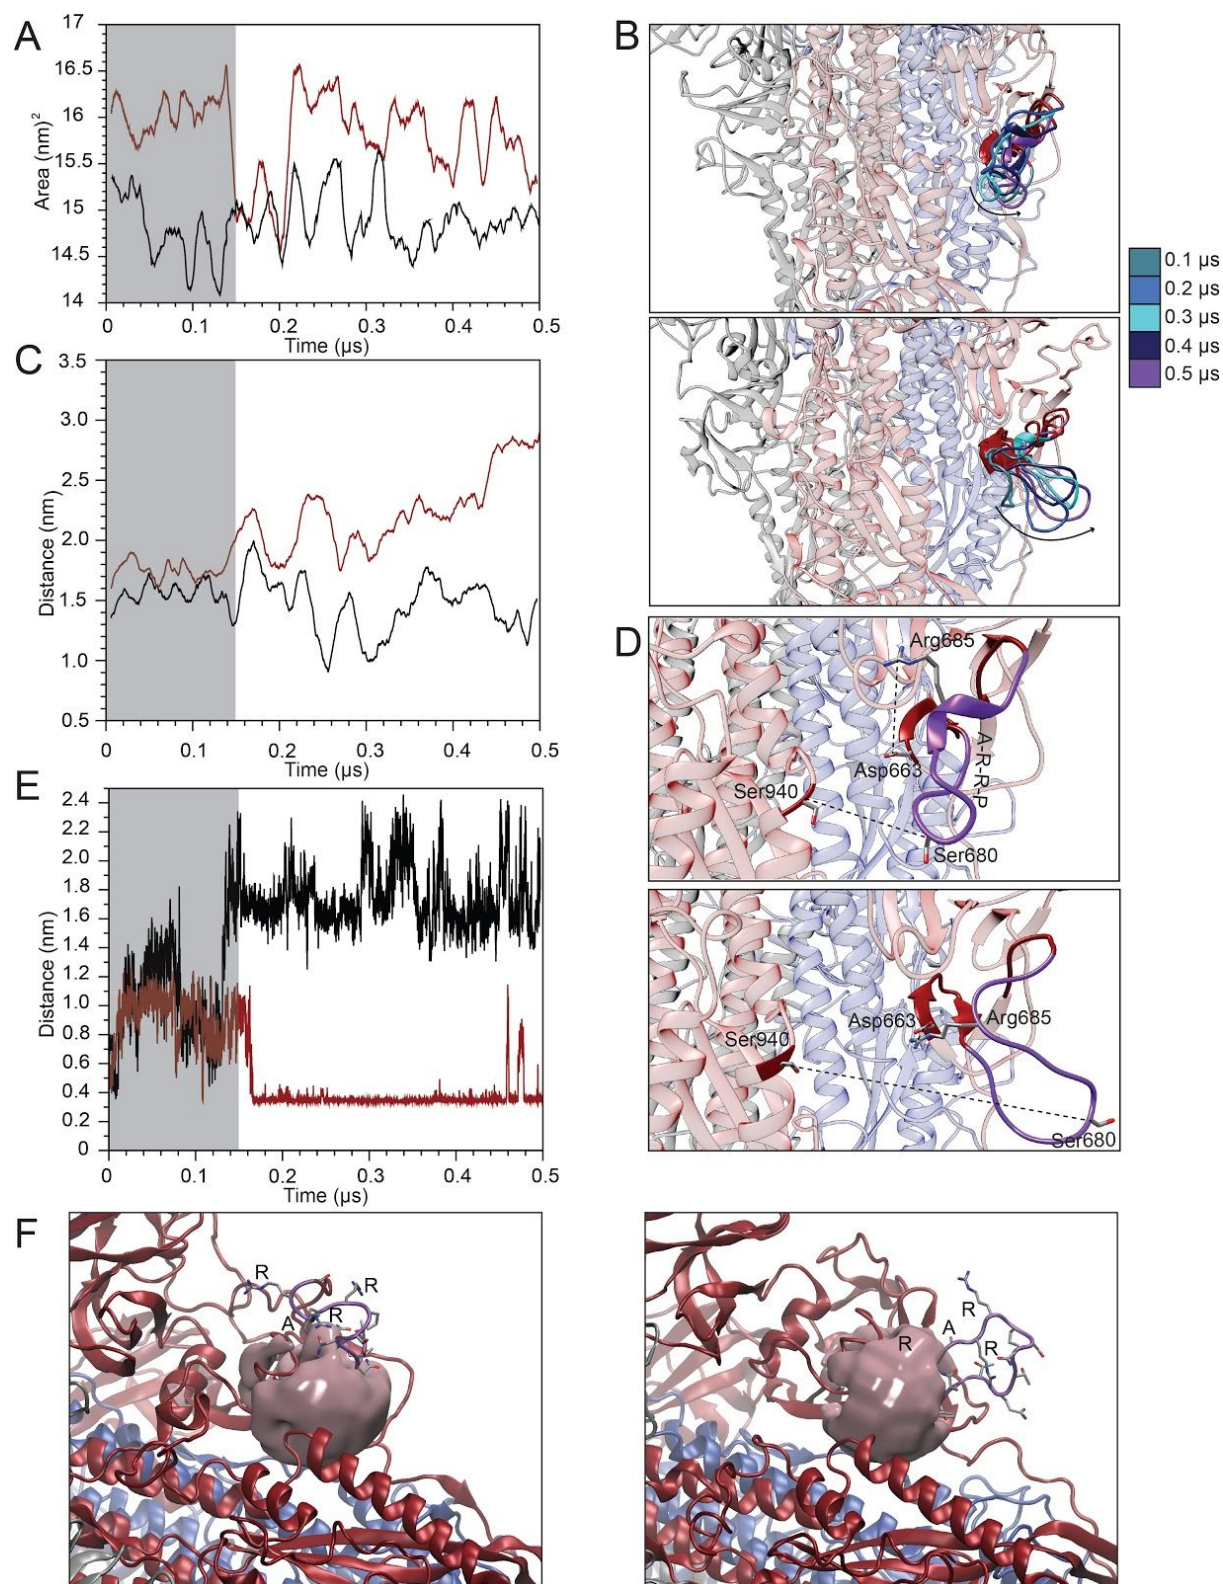 A
17
16.5
16
15.5
15
14.5
14
Area (nm)²
0
0.1
0.2
0.3
0.4
0.5
Time (µs)
B
0.1 µs
0.2 µs
0.3 µs
0.4 µs
0.5 µs
C
3.5
3.0
2.5
2.0
1.5
1.0
0.5
Distance (nm)
0
0.1
0.2
0.3
0.4
0.5
Time (µs)
D
Arg685
Asp663
A-R-R-P
Ser940
Ser680
Asp663
Arg685
Ser940
Ser680
E
2.4
2.2
2.0
1.8
1.6
1.4
1.2
1.0
0.8
0.6
0.4
0.2
0
Distance (nm)
0
0.1
0.2
0.3
0.4
0.5
Time (µs)
F
R
R
A
R
R
A
R
R